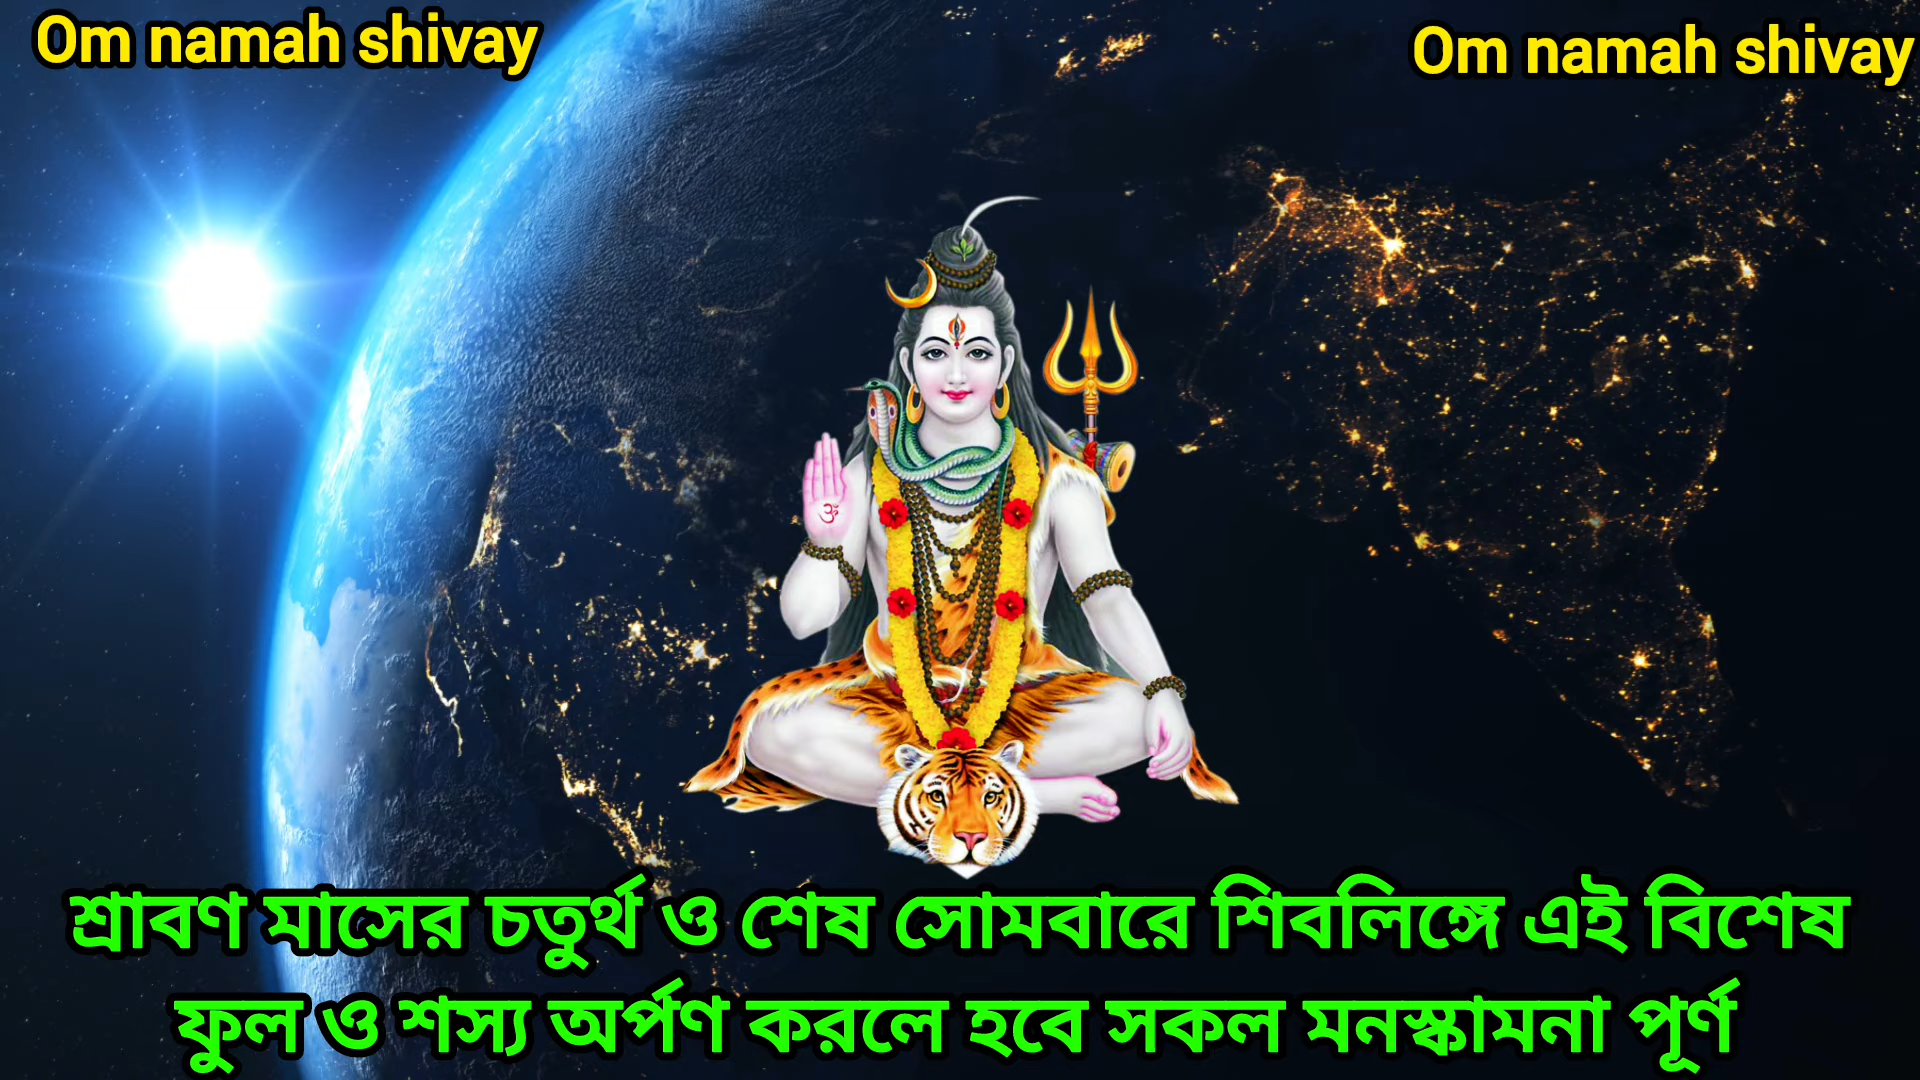 Om namah shivay
Om namah shivay
ॐ
শ্রাবণ মাসের চতুর্থ ও শেষ সোমবারে শিবলিঙ্গে এই বিশেষ
ফুল ও শস্য অর্পণ করলে হবে সকল মনস্কামনা পূর্ণ